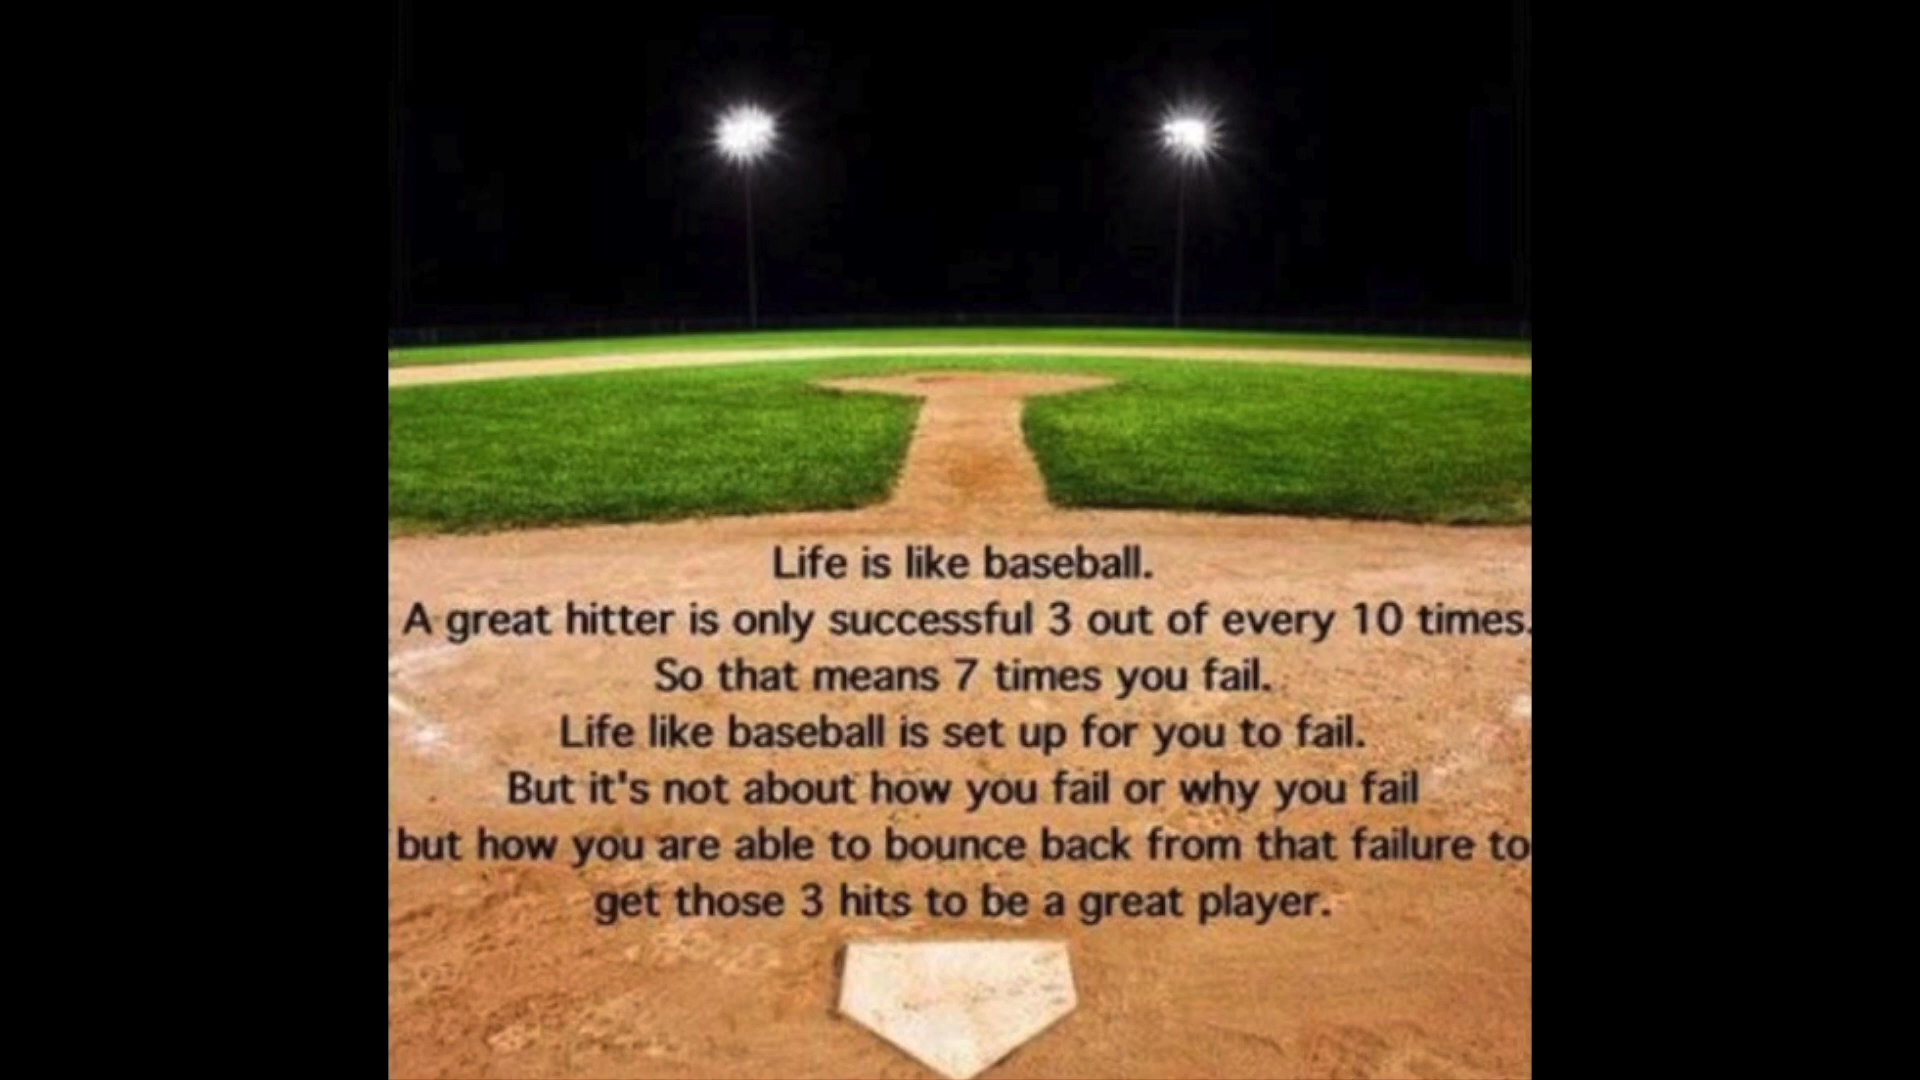 Life is like baseball.
A great hitter is only successful 3 out of every 10 times.
So that means 7 times you fail.
Life like baseball is set up for you to fail.
But it's not about how you fail or why you fail
but how you are able to bounce back from that failure to
get those 3 hits to be a great player.